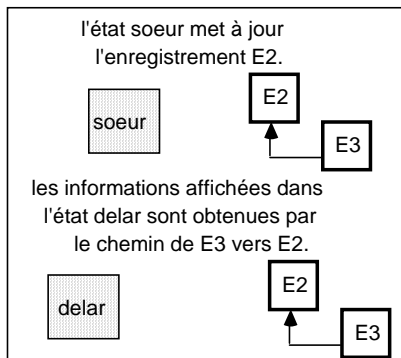 l'état soeur met à jour
l'enregistrement E2.
E2
soeur
E3
les informations affichées dans
l'état delar sont obtenues par
le chemin de E3 vers E2.
E2
delar
E3